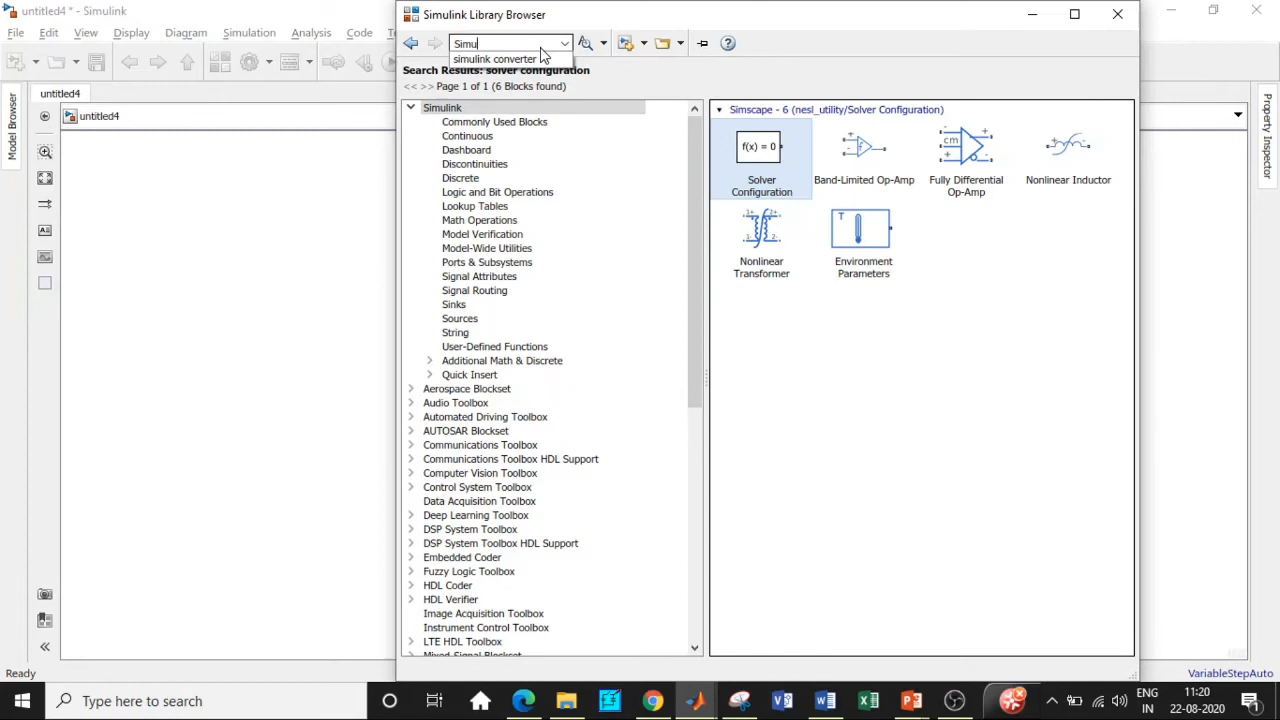 untitled4 * - Simulink
File Edit View Display Diagram Simulation Analysis Code
untitled4
untitled4
Model Browser
Simulink Library Browser
Simu
simulink converter
Search Results: solver configuration
<< >> Page 1 of 1 (6 Blocks found)
Simulink
Commonly Used Blocks
Continuous
Dashboard
Discontinuities
Discrete
Logic and Bit Operations
Lookup Tables
Math Operations
Model Verification
Model-Wide Utilities
Ports & Subsystems
Signal Attributes
Signal Routing
Sinks
Sources
String
User-Defined Functions
Additional Math & Discrete
Quick Insert
Aerospace Blockset
Audio Toolbox
Automated Driving Toolbox
AUTOSAR Blockset
Communications Toolbox
Communications Toolbox HDL Support
Computer Vision Toolbox
Control System Toolbox
Data Acquisition Toolbox
Deep Learning Toolbox
DSP System Toolbox
DSP System Toolbox HDL Support
Embedded Coder
Fuzzy Logic Toolbox
HDL Coder
HDL Verifier
Image Acquisition Toolbox
Instrument Control Toolbox
LTE HDL Toolbox
Mixed-Signal Blockset
Simscape - 6 (nesl_utility/Solver Configuration)
f(x) = 0
Solver
Configuration
f
Band-Limited Op-Amp
cm
Fully Differential
Op-Amp
Nonlinear Inductor
1+ 2+
1- 2-
Nonlinear
Transformer
T
Environment
Parameters
Property Inspector
Ready
VariableStepAuto
Type here to search
ENG
IN
11:20
22-08-2020